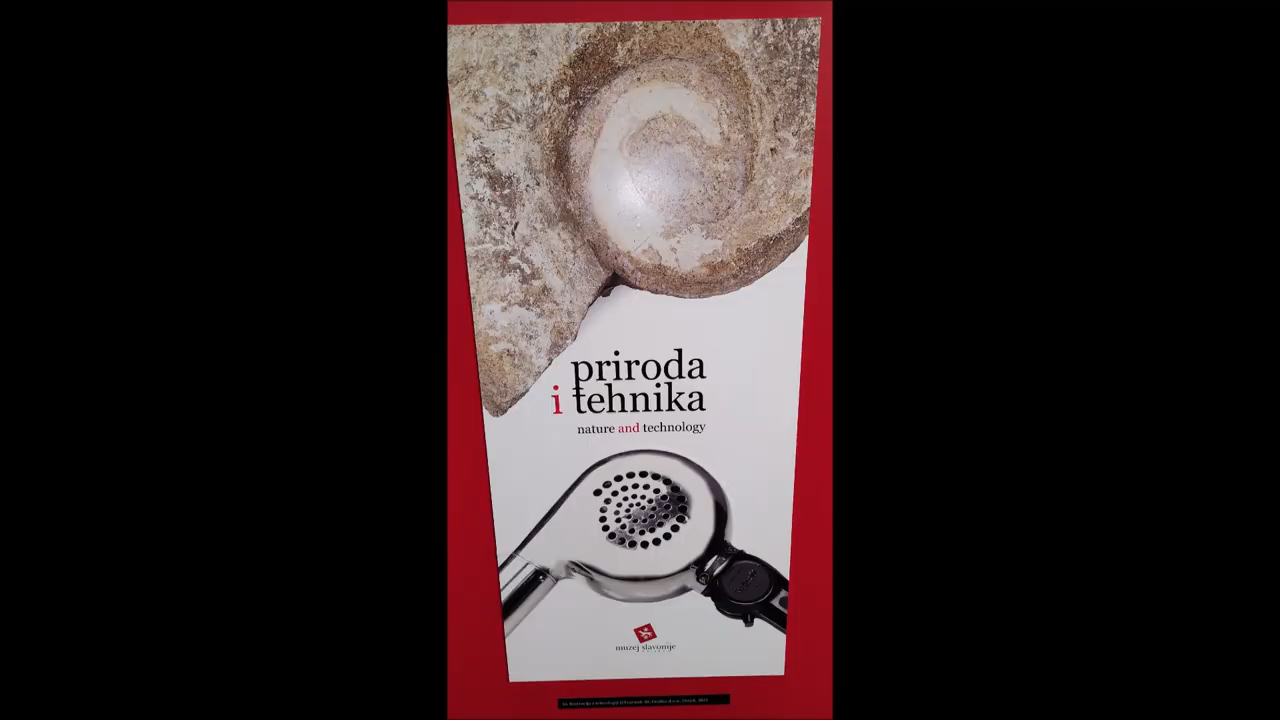 priroda
i tehnika
nature and technology
muzej slavonije